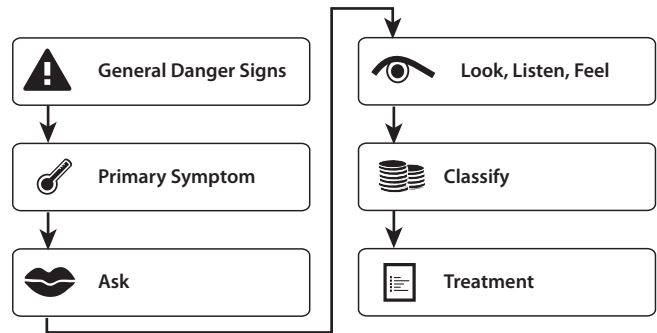 General Danger Signs
Primary Symptom
Ask
Look, Listen, Feel
Classify
Treatment